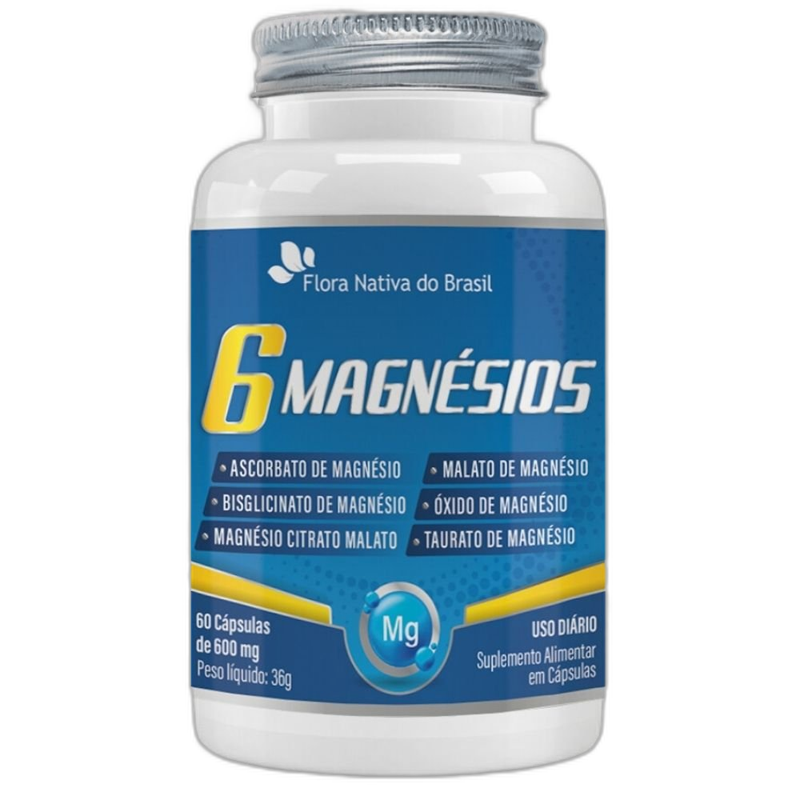 Flora Nativa do Brasil
6 MAGNÉSIOS
• ASCORBATO DE MAGNÉSIO
• MALATO DE MAGNÉSIO
• BISGLICINATO DE MAGNÉSIO
• ÓXIDO DE MAGNÉSIO
• MAGNÉSIO CITRATO MALATO
• TAURATO DE MAGNÉSIO
60 Cápsulas
de 600 mg
Peso líquido: 36g
Mg
USO DIÁRIO
Suplemento Alimentar
em Cápsulas